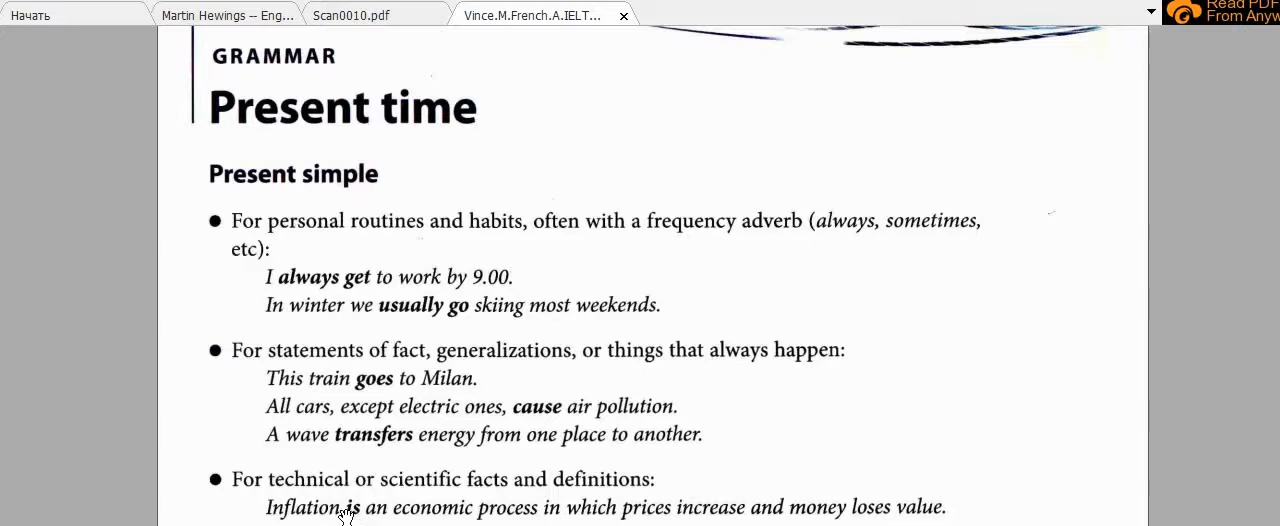 Начать
Martin Hewings -- Eng...
Scan0010.pdf
Vince.M.French.A.IELT...
Read PDF
From Anyw
GRAMMAR
Present time
Present simple
● For personal routines and habits, often with a frequency adverb (always, sometimes,
etc):
I always get to work by 9.00.
In winter we usually go skiing most weekends.
● For statements of fact, generalizations, or things that always happen:
This train goes to Milan.
All cars, except electric ones, cause air pollution.
A wave transfers energy from one place to another.
● For technical or scientific facts and definitions:
Inflation is an economic process in which prices increase and money loses value.